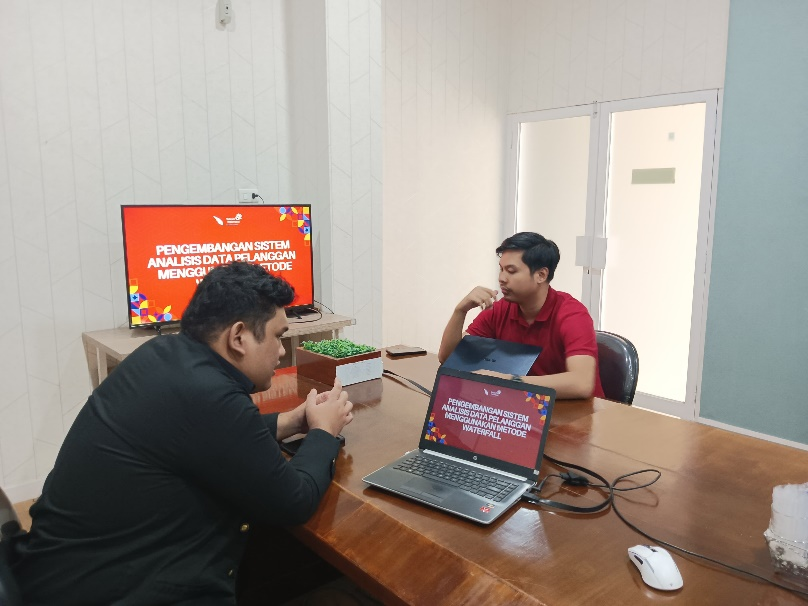 PENGEMBANGAN SISTEM
ANALISIS DATA PELANGGAN
METODE
PENGEMBANGAN SISTEM
ANALISIS DATA PELANGGAN
MENGGUNAKAN METODE
WATERFALL